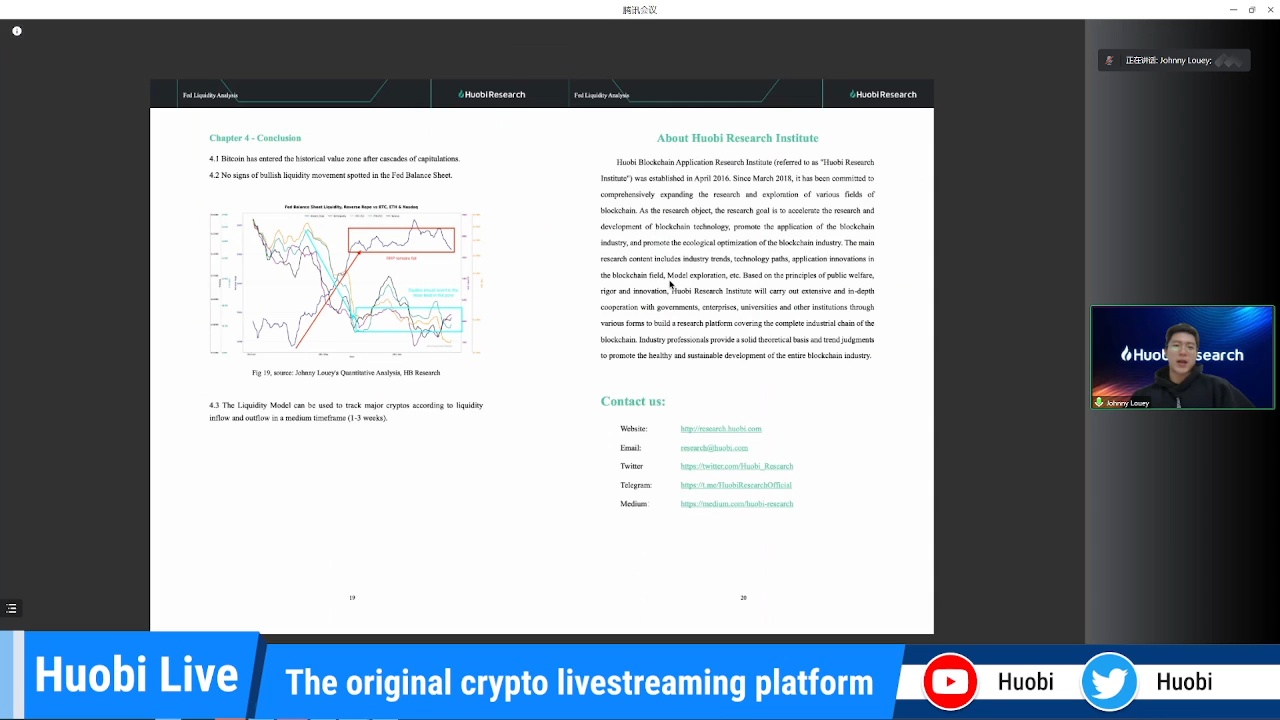 腾讯会议
正在讲话: Johnny Louey;
Fed Liquidity Analysis
HuobiResearch
Fed Liquidity Analysis
HuobiResearch
Chapter 4 - Conclusion
4.1 Bitcoin has entered the historical value zone after cascades of capitulations.
4.2 No signs of bullish liquidity movement spotted in the Fed Balance Sheet.
Fed Balance Sheet Liquidity, Reverse Repo vs BTC, ETH & Nasdaq
Fig 19, source: Johnny Louey's Quantitative Analysis, HB Research
4.3 The Liquidity Model can be used to track major cryptos according to liquidity
inflow and outflow in a medium timeframe (1-3 weeks).
19
About Huobi Research Institute
Huobi Blockchain Application Research Institute (referred to as "Huobi Research
Institute") was established in April 2016. Since March 2018, it has been committed to
comprehensively expanding the research and exploration of various fields of
blockchain. As the research object, the research goal is to accelerate the research and
development of blockchain technology, promote the application of the blockchain
industry, and promote the ecological optimization of the blockchain industry. The main
research content includes industry trends, technology paths, application innovations in
the blockchain field, Model exploration, etc. Based on the principles of public welfare,
rigor and innovation, Huobi Research Institute will carry out extensive and in-depth
cooperation with governments, enterprises, universities and other institutions through
various forms to build a research platform covering the complete industrial chain of the
blockchain. Industry professionals provide a solid theoretical basis and trend judgments
to promote the healthy and sustainable development of the entire blockchain industry.
Contact us:
Website: http://research.huobi.com
Email: research@huobi.com
Twitter https://twitter.com/Huobi_Research
Telegram: https://t.me/HuobiResearchOfficial
Medium: https://medium.com/huobi-research
20
Johnny Louey
Huobi Live
The original crypto livestreaming platform
Huobi
Huobi